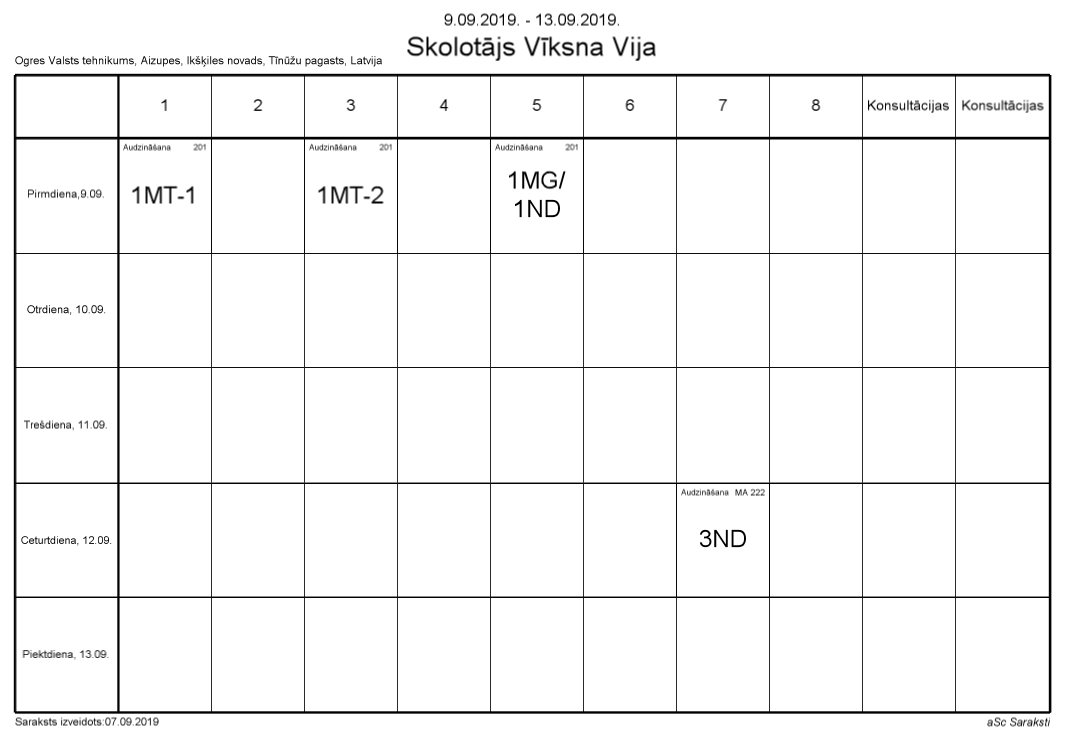 9.09.2019. - 13.09.2019.
Skolotājs Vīksna Vija
Ogres Valsts tehnikums, Aizupes, Ikšķiles novads, Tīnūžu pagasts, Latvija
1 2 3 4 5 6 7 8 Konsultācijas Konsultācijas
Audzināšana 201 Audzināšana 201 Audzināšana 201
Pirmdiena,9.09. 1MT-1 1MT-2 1MG/
1ND
Otrdiena, 10.09.
Trešdiena, 11.09.
Audzināšana MA 222
Ceturtdiena, 12.09. 3ND
Piektdiena, 13.09.
Saraksts izveidots:07.09.2019 aSc Saraksti